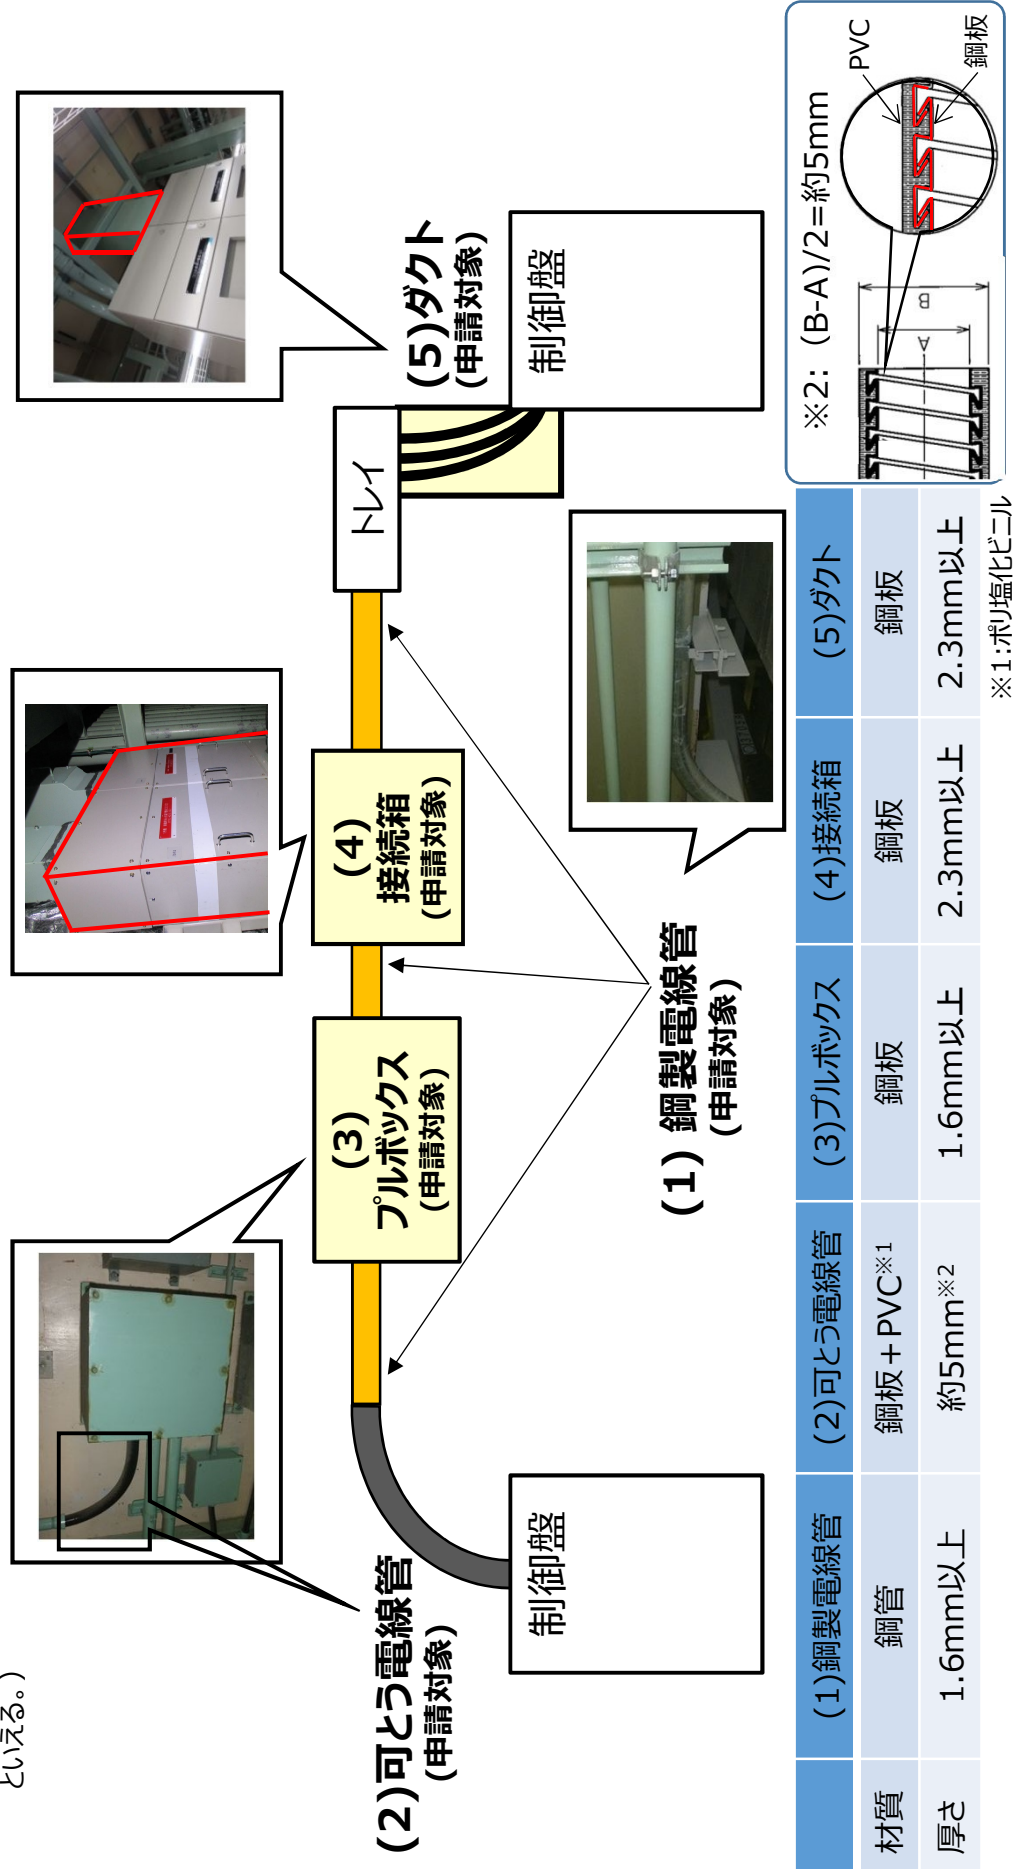 といえる。)
(2)可とう電線管
(申請対象)
制御盤
(3)
プルボックス
(申請対象)
(4)
接続箱
(申請対象)
(1)鋼製電線管
(申請対象)
トレイ
(5)ダクト
(申請対象)
制御盤
(1)鋼製電線管 (2)可とう電線管 (3)プルボックス (4)接続箱 (5)ダクト
材質 鋼管 鋼板+PVC※1 鋼板 鋼板 鋼板
厚さ 1.6mm以上 約5mm※2 1.6mm以上 2.3mm以上 2.3mm以上
※1:ポリ塩化ビニル
※2: (B-A)/2=約5mm
PVC
鋼板
A
B